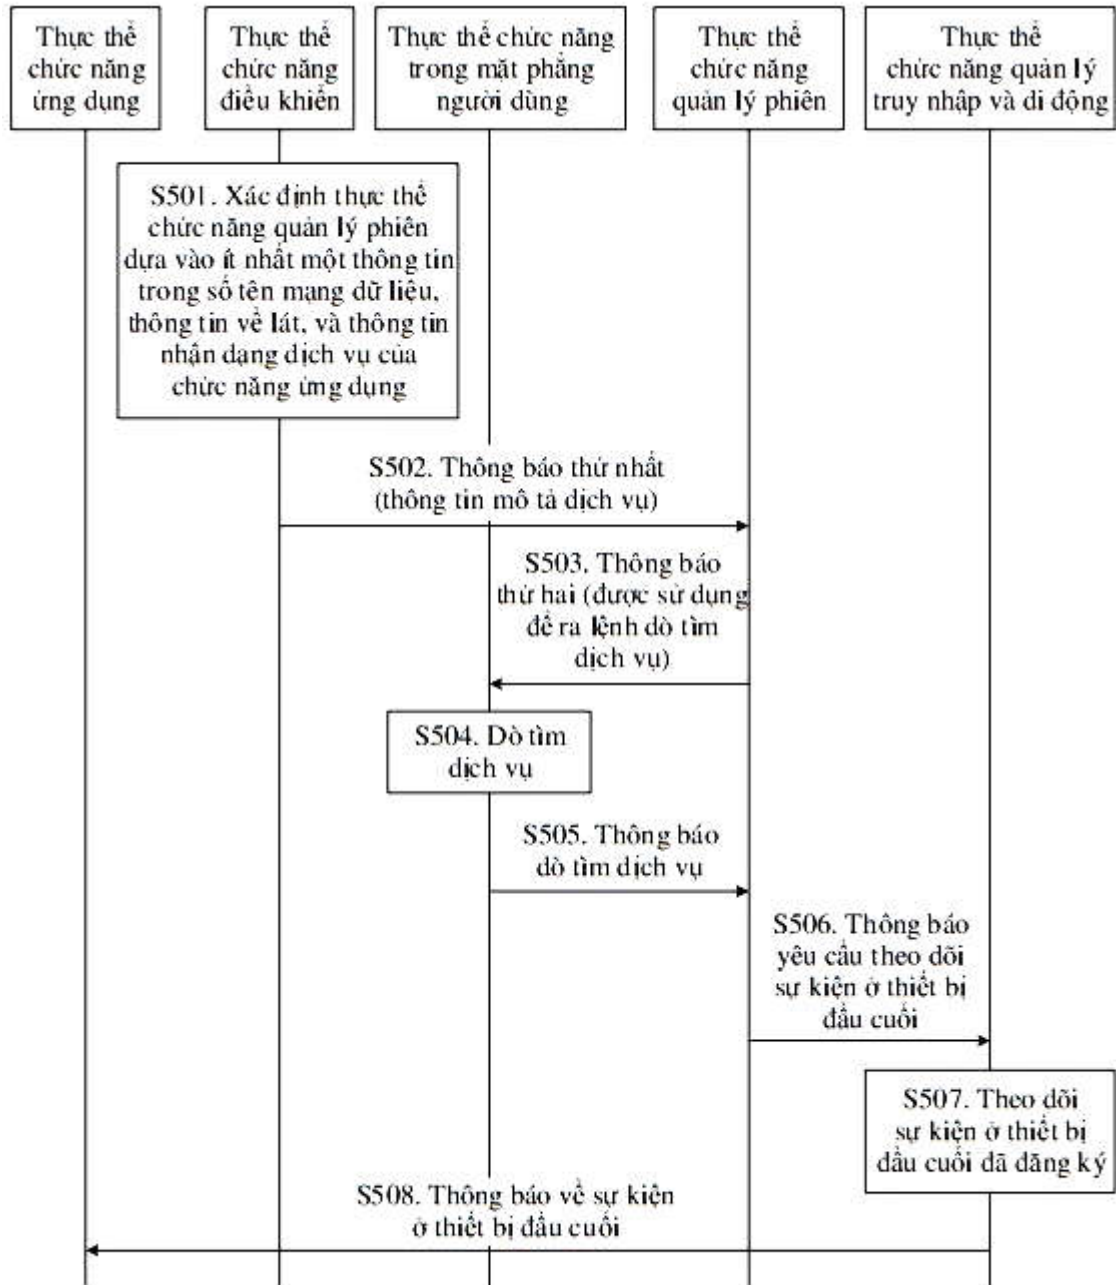 Thực thể
chức năng
ứng dụng
Thực thể
chức năng
điều khiển
Thực thể chức năng
trong mặt phẳng
người dùng
Thực thể
chức năng
quản lý phiên
Thực thể
chức năng quản lý
truy nhập và di động
S501. Xác định thực thể
chức năng quản lý phiên
dựa vào ít nhất một thông tin
trong số tên mạng dữ liệu,
thông tin về lát, và thông tin
nhận dạng dịch vụ của
chức năng ứng dụng
S502. Thông báo thứ nhất
(thông tin mô tả dịch vụ)
S503. Thông báo
thứ hai (được sử dụng
để ra lệnh dò tìm
dịch vụ)
S504. Dò tìm
dịch vụ
S505. Thông báo
dò tìm dịch vụ
S506. Thông báo
yêu cầu theo dõi
sự kiện ở thiết bị
đầu cuối
S507. Theo dõi
sự kiện ở thiết bị
đầu cuối đã đăng ký
S508. Thông báo về sự kiện
ở thiết bị đầu cuối